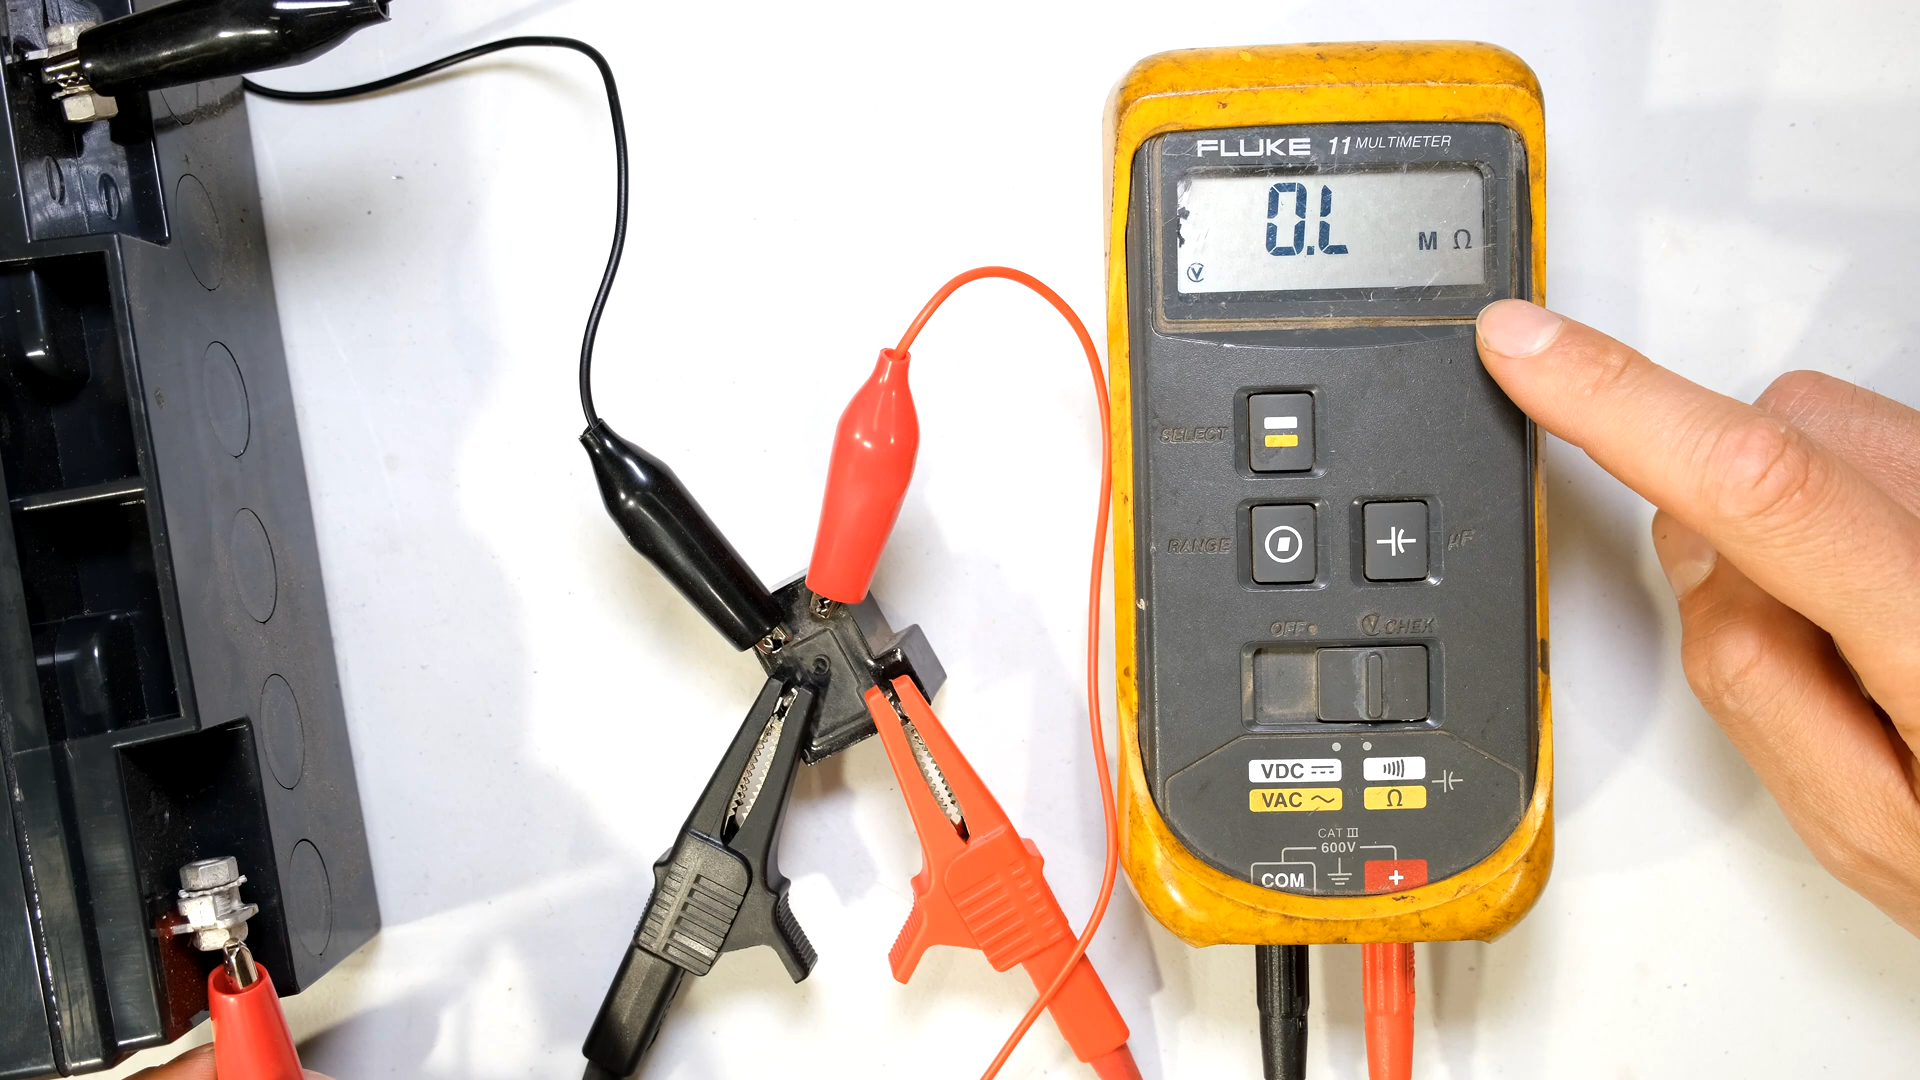 FLUKE 11 MULTIMETER
0.L M Ω
V
SELECT
RANGE
µF
OFF
V CHEK
VDC
VAC
Ω
CAT III
600V
COM
+